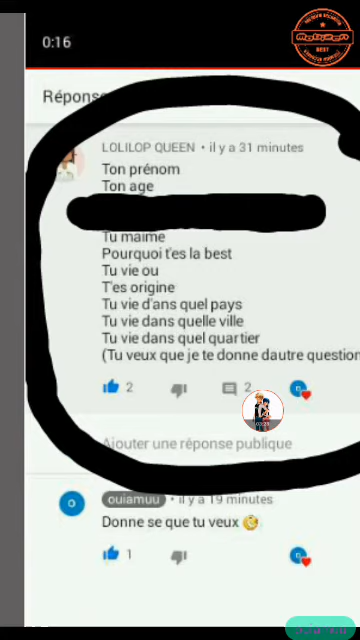 0:16
Réponse
LOLILOP QUEEN • il y a 31 minutes
Ton prénom
Ton age
Tu maime
Pourquoi t'es la best
Tu vie ou
T'es origine
Tu vie d'ans quel pays
Tu vie dans quelle ville
Tu vie dans quel quartier
(Tu veux que je te donne dautre question
2
2
Ajouter une réponse publique
ouiamuu • il y a 19 minutes
Donne se que tu veux
1